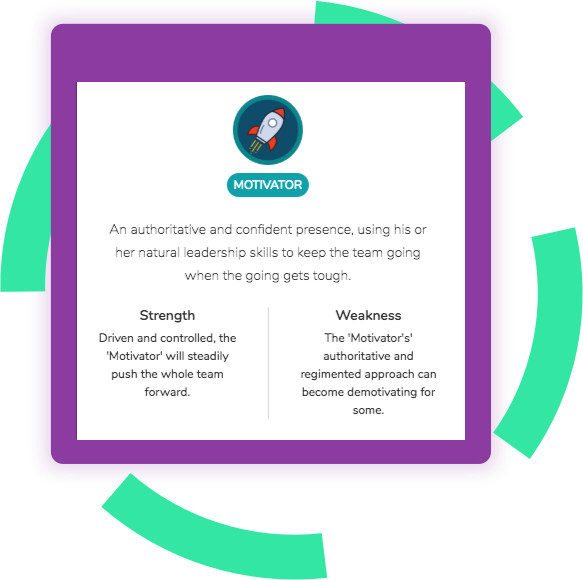 MOTIVATOR
An authoritative and confident presence, using his or
her natural leadership skills to keep the team going
when the going gets tough.
Strength
Driven and controlled, the
'Motivator' will steadily
push the whole team
forward.
Weakness
The 'Motivator's'
authoritative and
regimented approach can
become demotivating for
some.